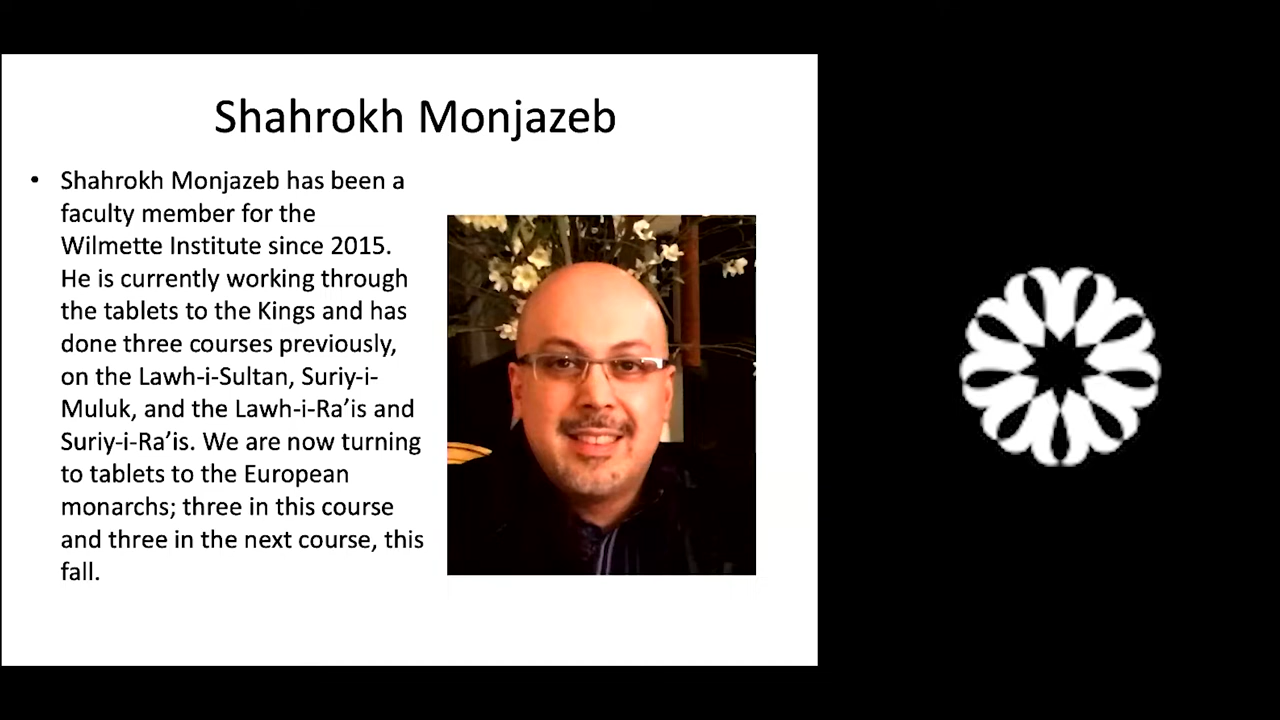 Shahrokh Monjazeb
• Shahrokh Monjazeb has been a
faculty member for the
Wilmette Institute since 2015.
He is currently working through
the tablets to the Kings and has
done three courses previously,
on the Lawh-i-Sultan, Suriy-i-
Muluk, and the Lawh-i-Ra’is and
Suriy-i-Ra’is. We are now turning
to tablets to the European
monarchs; three in this course
and three in the next course, this
fall.